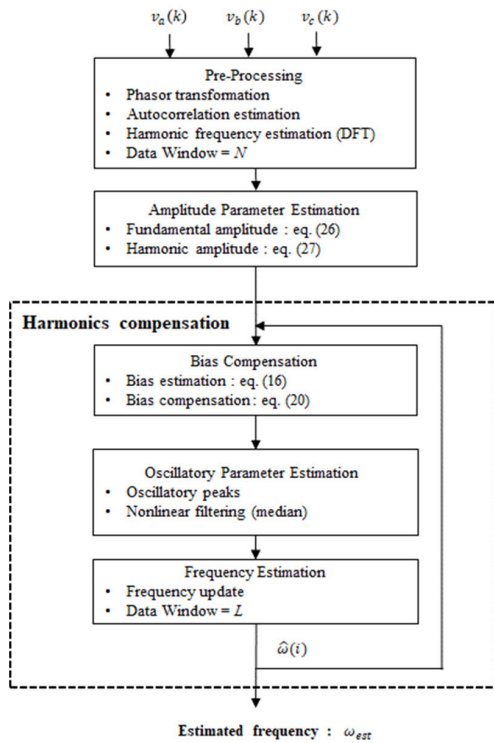 v_a(k) v_b(k) v_c(k)
Pre-Processing
• Phasor transformation
• Autocorrelation estimation
• Harmonic frequency estimation (DFT)
• Data Window = N
Amplitude Parameter Estimation
• Fundamental amplitude : eq. (26)
• Harmonic amplitude : eq. (27)
Harmonics compensation
Bias Compensation
• Bias estimation : eq. (16)
• Bias compensation : eq. (20)
Oscillatory Parameter Estimation
• Oscillatory peaks
• Nonlinear filtering (median)
Frequency Estimation
• Frequency update
• Data Window = L
ω̂(i)
Estimated frequency : ω_est